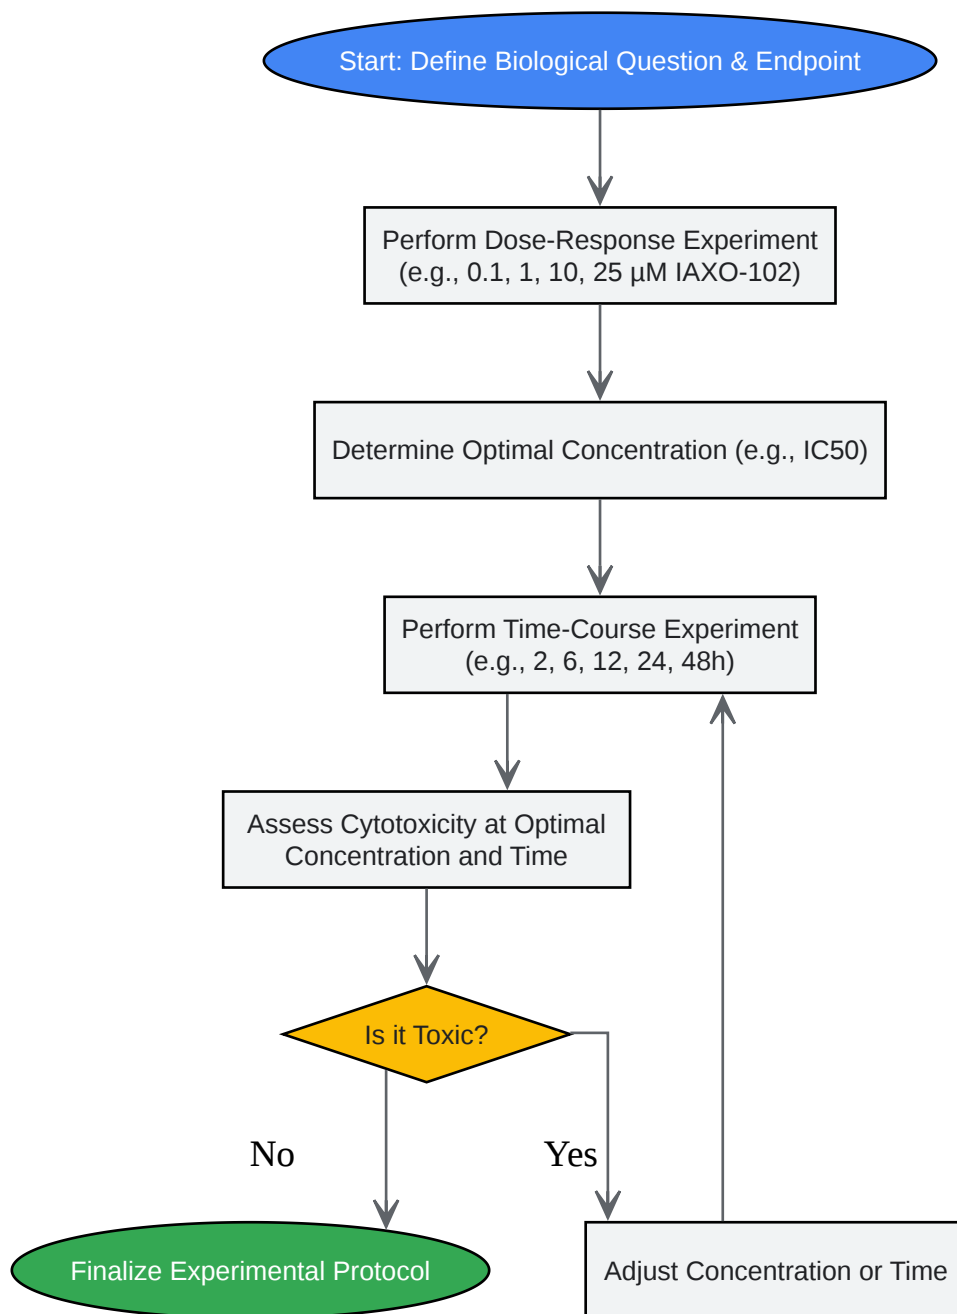 Start: Define Biological Question & Endpoint
Perform Dose-Response Experiment
(e.g., 0.1, 1, 10, 25 µM IAXO-102)
Determine Optimal Concentration (e.g., IC50)
Perform Time-Course Experiment
(e.g., 2, 6, 12, 24, 48h)
Assess Cytotoxicity at Optimal
Concentration and Time
Is it Toxic?
No
Yes
Finalize Experimental Protocol
Adjust Concentration or Time